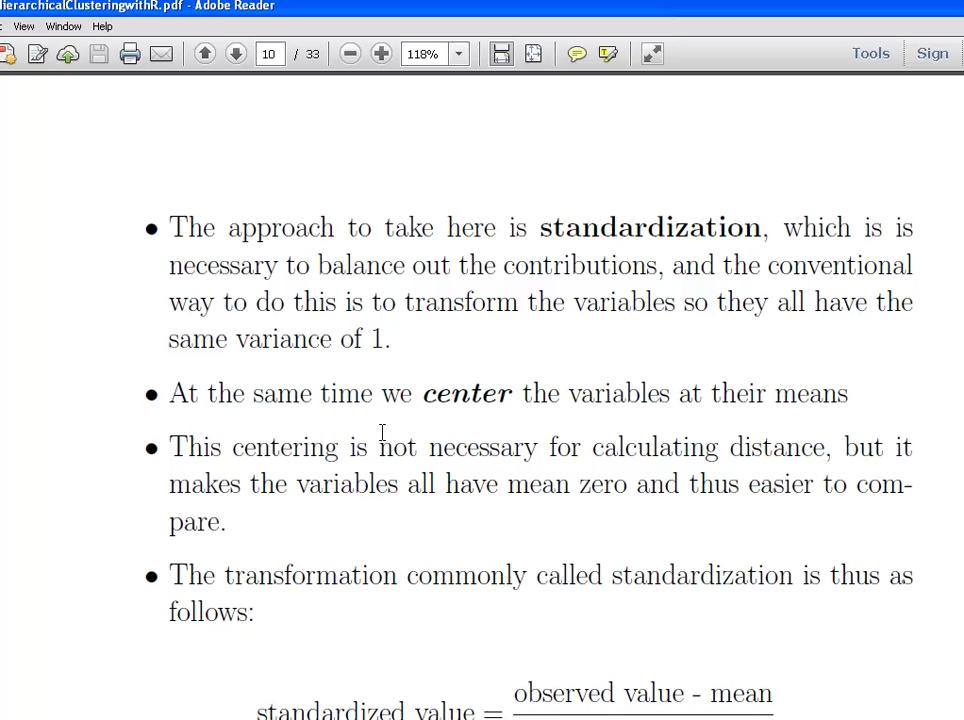 ierarchicalClusteringwithR.pdf - Adobe Reader
View Window Help
10 / 33 118% Tools Sign
• The approach to take here is standardization, which is is
necessary to balance out the contributions, and the conventional
way to do this is to transform the variables so they all have the
same variance of 1.
• At the same time we center the variables at their means
• This centering is not necessary for calculating distance, but it
makes the variables all have mean zero and thus easier to com-
pare.
• The transformation commonly called standardization is thus as
follows:
observed value - mean
standardized value =